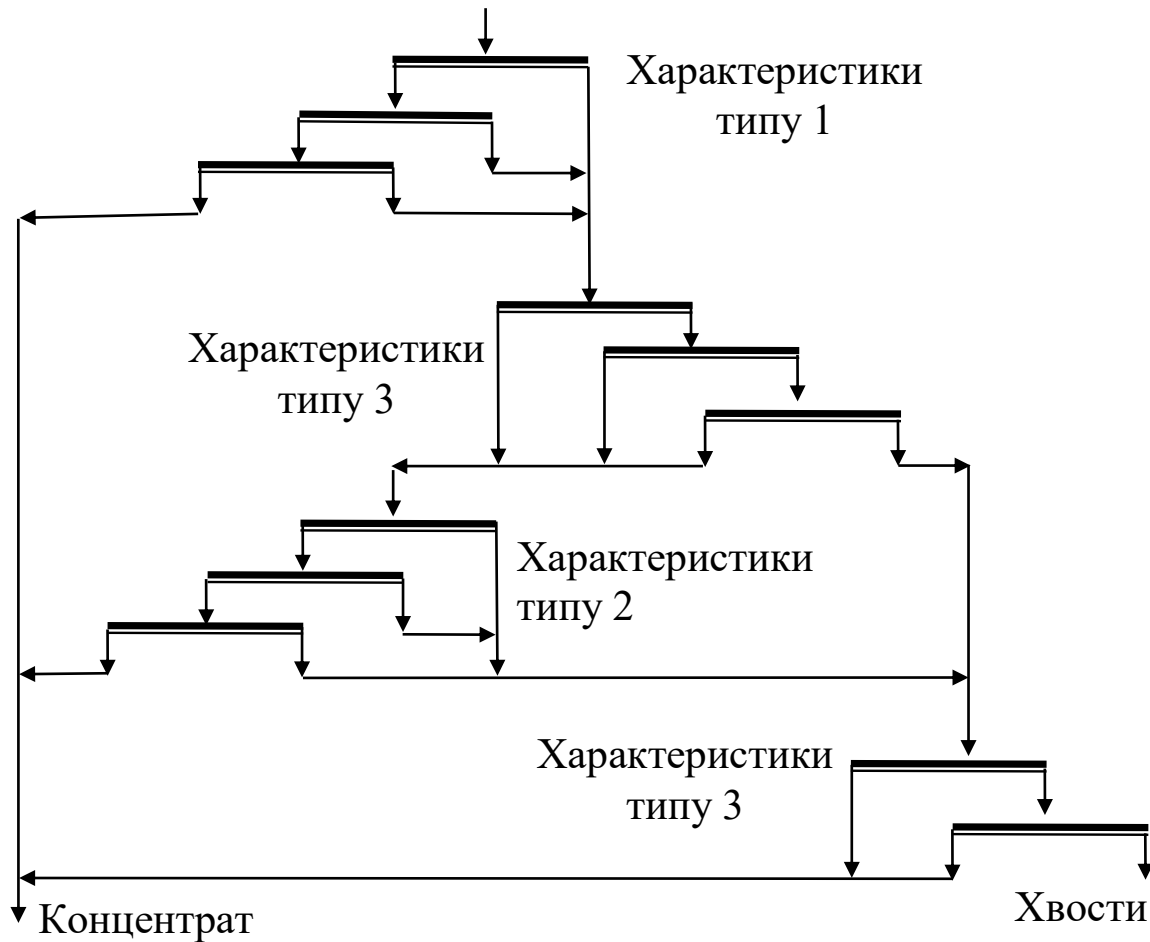 Характеристики
типу 1
Характеристики
типу 3
Характеристики
типу 2
Характеристики
типу 3
Концентрат
Хвости